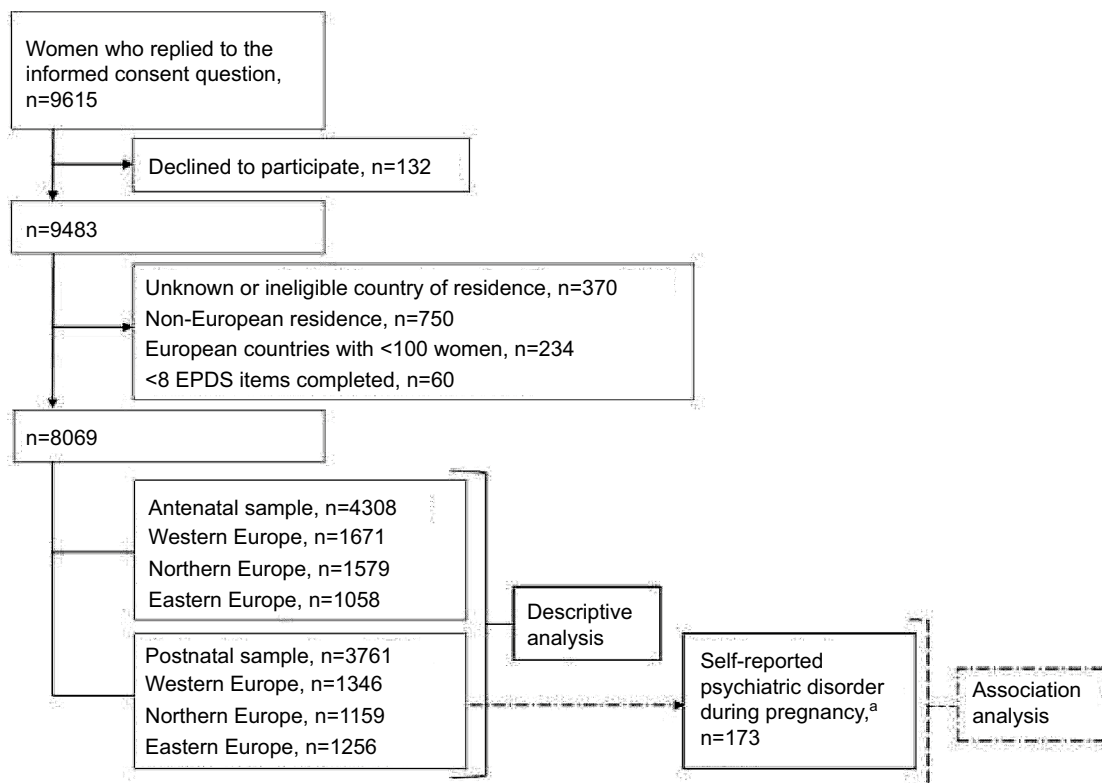 Women who replied to the
informed consent question,
n=9615
Declined to participate, n=132
n=9483
Unknown or ineligible country of residence, n=370
Non-European residence, n=750
European countries with <100 women, n=234
<8 EPDS items completed, n=60
n=8069
Antenatal sample, n=4308
Western Europe, n=1671
Northern Europe, n=1579
Eastern Europe, n=1058
Descriptive
analysis
Postnatal sample, n=3761
Western Europe, n=1346
Northern Europe, n=1159
Eastern Europe, n=1256
Self-reported
psychiatric disorder
during pregnancy,a
n=173
Association
analysis